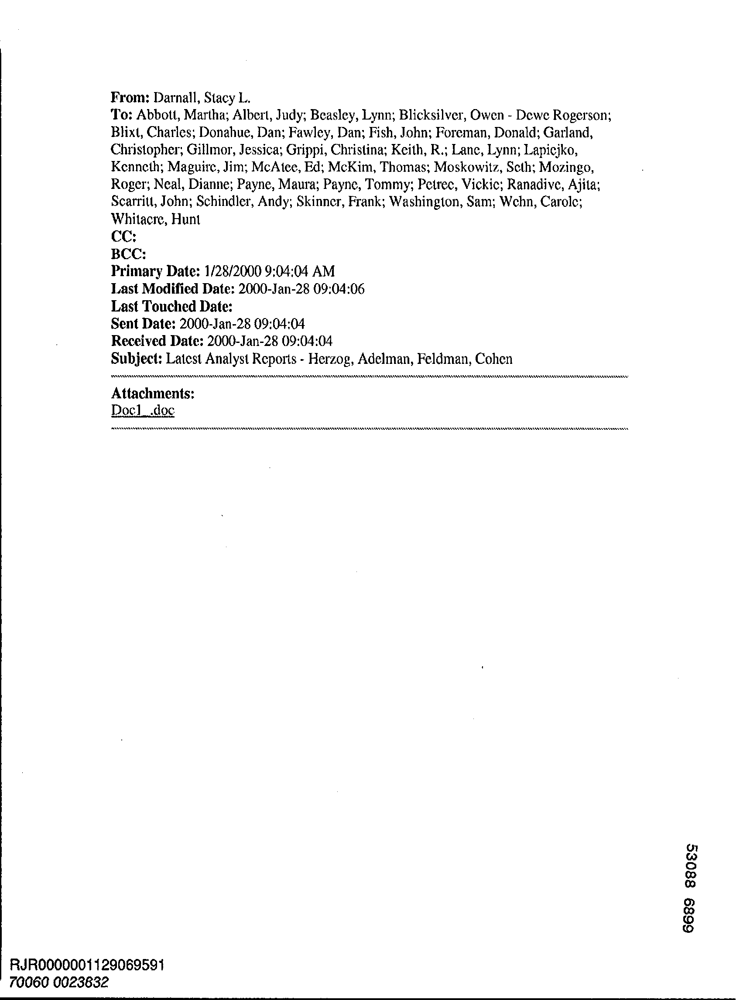 From: Darnall, Stacy L.
To: Abbott, Martha; Albert, Judy; Beasley, Lynn; Blicksilver, Owen - Dewe Rogerson;
Blixt, Charles; Donahue, Dan; Fawley, Dan; Fish, John; Foreman, Donald; Garland,
Christopher; Gillmor, Jessica; Grippi, Christina; Keith, R.; Lane, Lynn; Lapiejko,
Kenneth; Maguire, Jim; McAtee, Ed; McKim, Thomas; Moskowitz, Seth; Mozingo,
Roger; Neal, Dianne; Payne, Maura; Payne, Tommy; Petree, Vickie; Ranadive, Ajita;
Scarritt, John; Schindler, Andy; Skinner, Frank; Washington, Sam; Wehn, Carole;
Whitacre, Hunt
CC:
BCC:
Primary Date: 1/28/2000 9:04:04 AM
Last Modified Date: 2000-Jan-28 09:04:06
Last Touched Date:
Sent Date: 2000-Jan-28 09:04:04
Received Date: 2000-Jan-28 09:04:04
Subject: Latest Analyst Reports - Herzog, Adelman, Feldman, Cohen
Attachments:
Doc1_.doc
53088 6899
RJR0000001129069591
70060 0023832